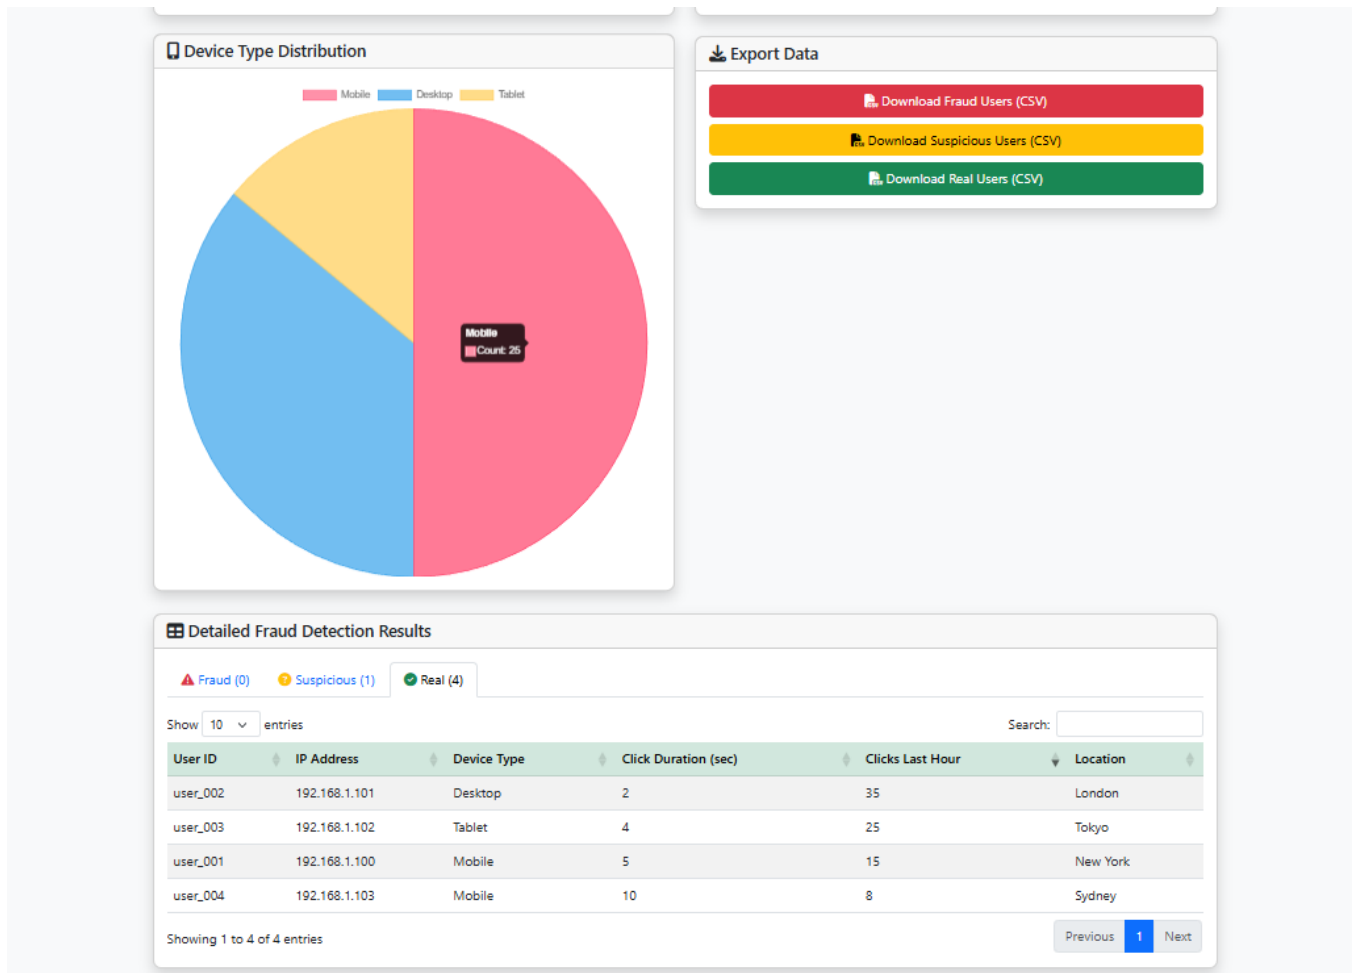 Device Type Distribution
Mobile Desktop Tablet
Mobile
Count: 25
Export Data
Download Fraud Users (CSV)
Download Suspicious Users (CSV)
Download Real Users (CSV)
Detailed Fraud Detection Results
Fraud (0) Suspicious (1) Real (4)
Show 10 entries Search:
User ID IP Address Device Type Click Duration (sec) Clicks Last Hour Location
user_002 192.168.1.101 Desktop 2 35 London
user_003 192.168.1.102 Tablet 4 25 Tokyo
user_001 192.168.1.100 Mobile 5 15 New York
user_004 192.168.1.103 Mobile 10 8 Sydney
Showing 1 to 4 of 4 entries Previous 1 Next